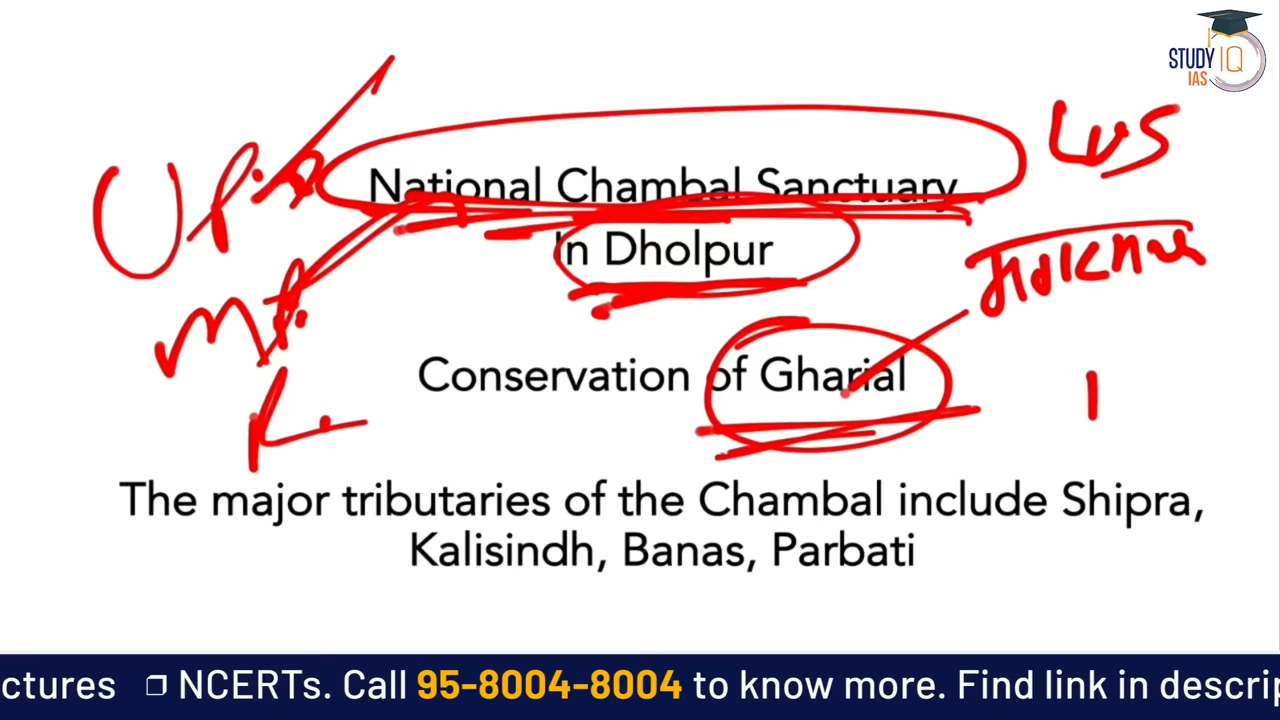 STUDY IQ
IAS
U.P.
National Chambal Sanctuary
In Dholpur
M.P.
R.
Conservation of Gharial
The major tributaries of the Chambal include Shipra,
Kalisindh, Banas, Parbati
ctures ❐ NCERTs. Call 95-8004-8004 to know more. Find link in descrip